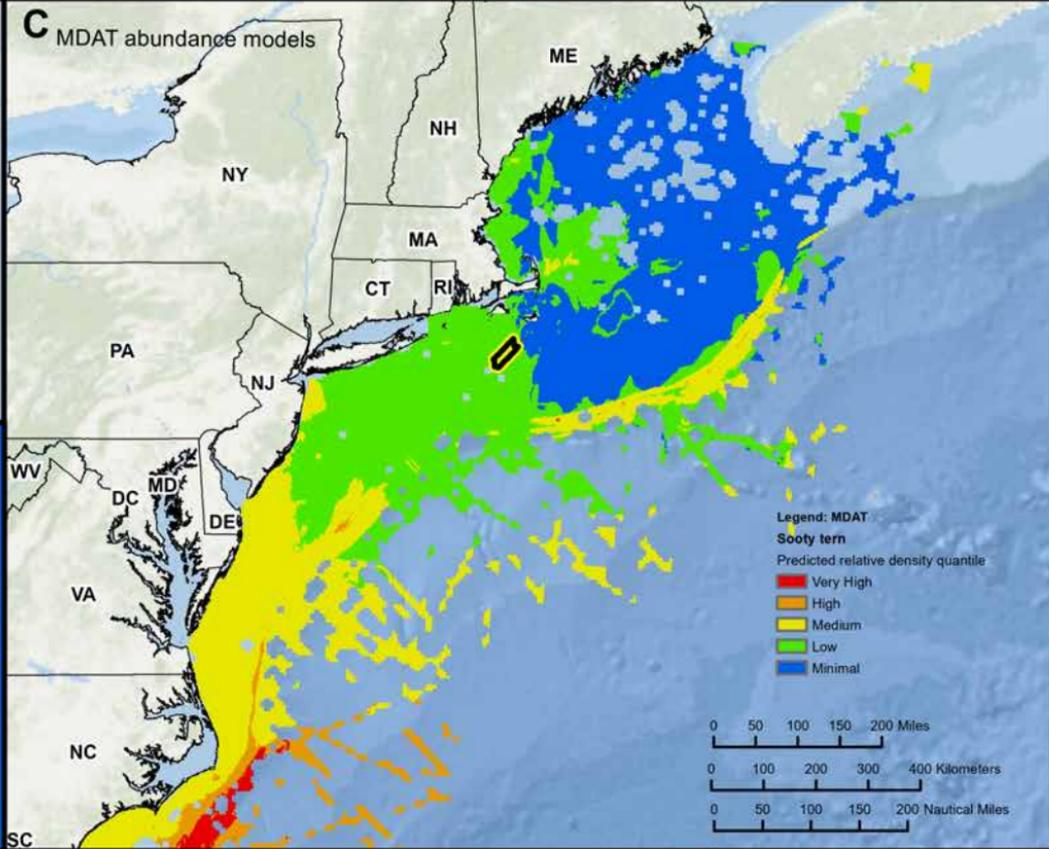 C MDAT abundance models
ME
NH
NY
MA
CT
RI
PA
NJ
WV
MD
DC
DE
VA
NC
SC
Legend: MDAT
Sooty tern
Predicted relative density quantile
Very High
High
Medium
Low
Minimal
0 50 100 150 200 Miles
0 100 200 300 400 Kilometers
0 50 100 150 200 Nautical Miles